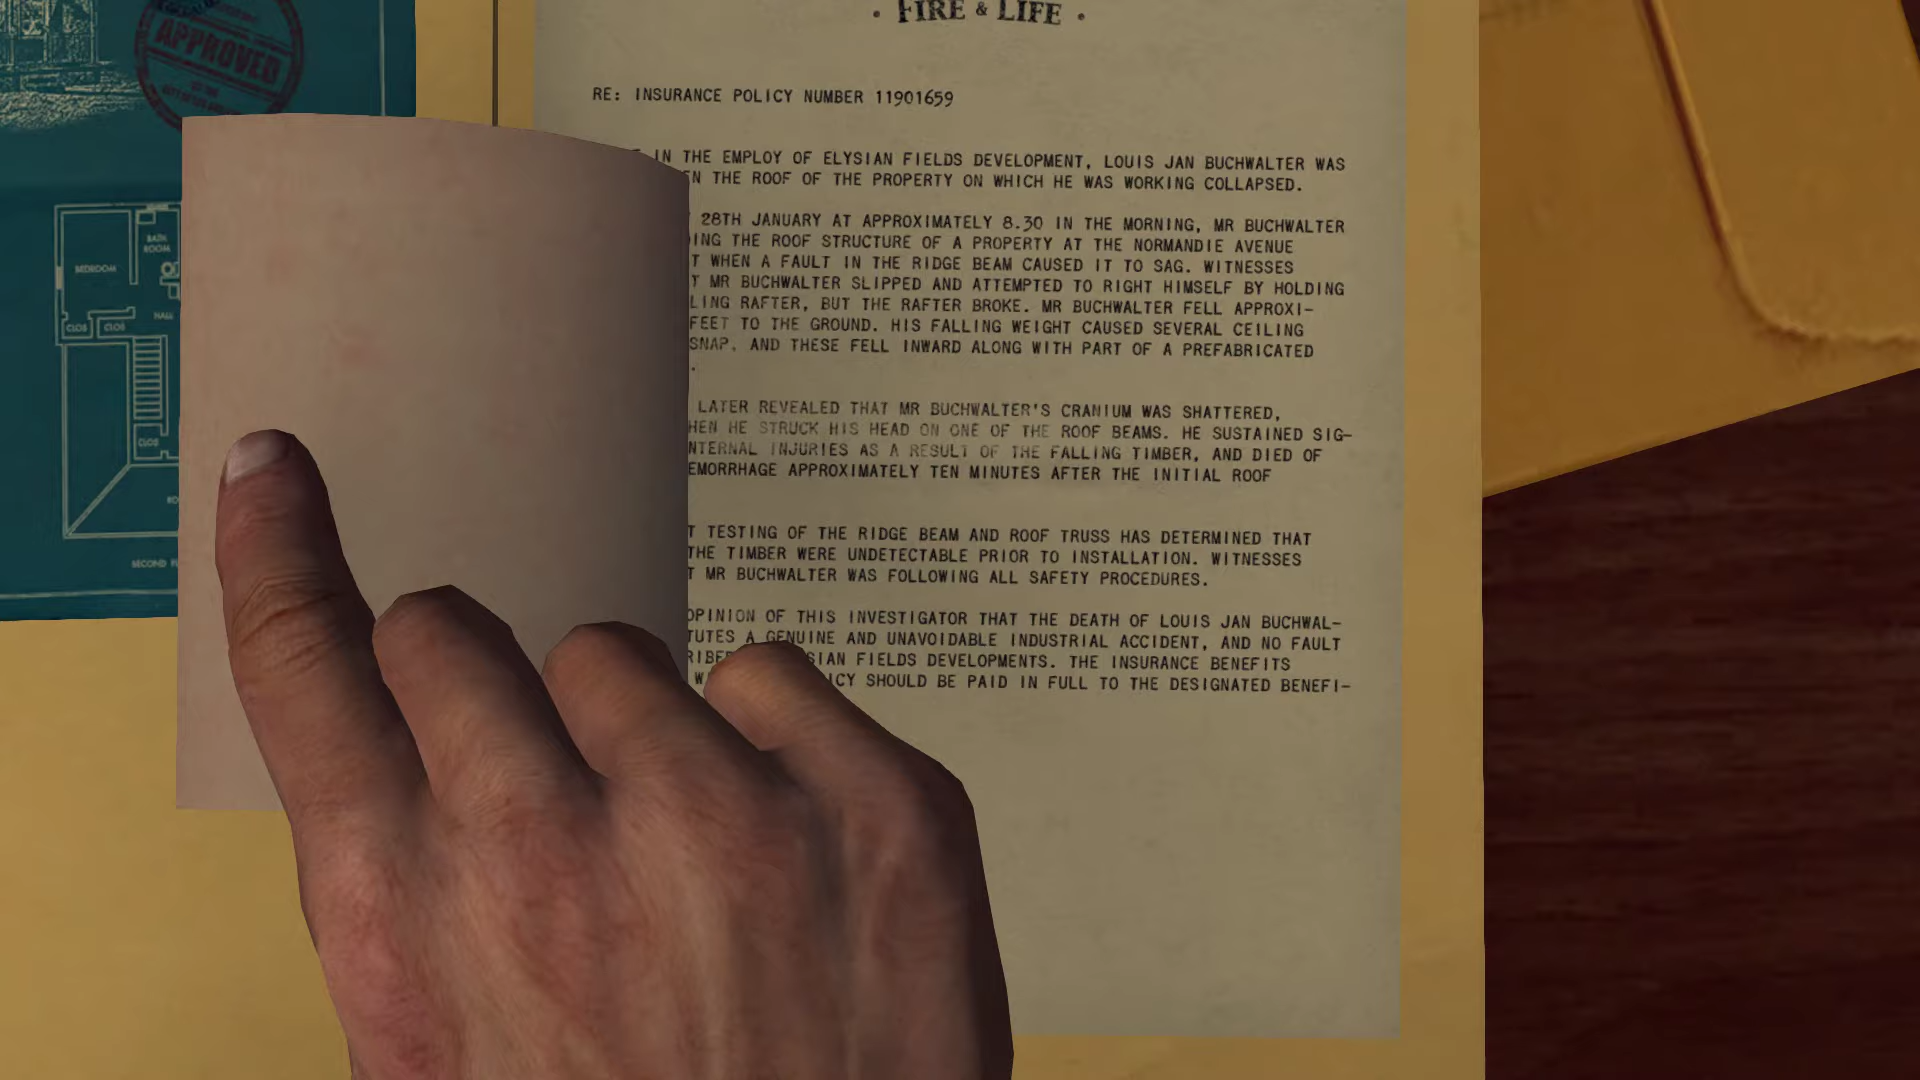 APPROVED
BATH
ROOM
BEDROOM
CLOS
CLOS
HALL
CLOS
SECOND
· FIRE & LIFE ·
RE: INSURANCE POLICY NUMBER 11901659
IN THE EMPLOY OF ELYSIAN FIELDS DEVELOPMENT, LOUIS JAN BUCHWALTER WAS
THE ROOF OF THE PROPERTY ON WHICH HE WAS WORKING COLLAPSED.
28TH JANUARY AT APPROXIMATELY 8.30 IN THE MORNING, MR BUCHWALTER
ING THE ROOF STRUCTURE OF A PROPERTY AT THE NORMANDIE AVENUE
T WHEN A FAULT IN THE RIDGE BEAM CAUSED IT TO SAG. WITNESSES
T MR BUCHWALTER SLIPPED AND ATTEMPTED TO RIGHT HIMSELF BY HOLDING
LING RAFTER, BUT THE RAFTER BROKE. MR BUCHWALTER FELL APPROXI-
FEET TO THE GROUND. HIS FALLING WEIGHT CAUSED SEVERAL CEILING
SNAP, AND THESE FELL INWARD ALONG WITH PART OF A PREFABRICATED
.
LATER REVEALED THAT MR BUCHWALTER'S CRANIUM WAS SHATTERED,
HEN HE STRUCK HIS HEAD ON ONE OF THE ROOF BEAMS. HE SUSTAINED SIG-
NTERNAL INJURIES AS A RESULT OF THE FALLING TIMBER, AND DIED OF
EMORRHAGE APPROXIMATELY TEN MINUTES AFTER THE INITIAL ROOF
T TESTING OF THE RIDGE BEAM AND ROOF TRUSS HAS DETERMINED THAT
THE TIMBER WERE UNDETECTABLE PRIOR TO INSTALLATION. WITNESSES
T MR BUCHWALTER WAS FOLLOWING ALL SAFETY PROCEDURES.
OPINION OF THIS INVESTIGATOR THAT THE DEATH OF LOUIS JAN BUCHWAL-
TUTES A GENUINE AND UNAVOIDABLE INDUSTRIAL ACCIDENT, AND NO FAULT
RIBE SIAN FIELDS DEVELOPMENTS. THE INSURANCE BENEFITS
ICY SHOULD BE PAID IN FULL TO THE DESIGNATED BENEFI-